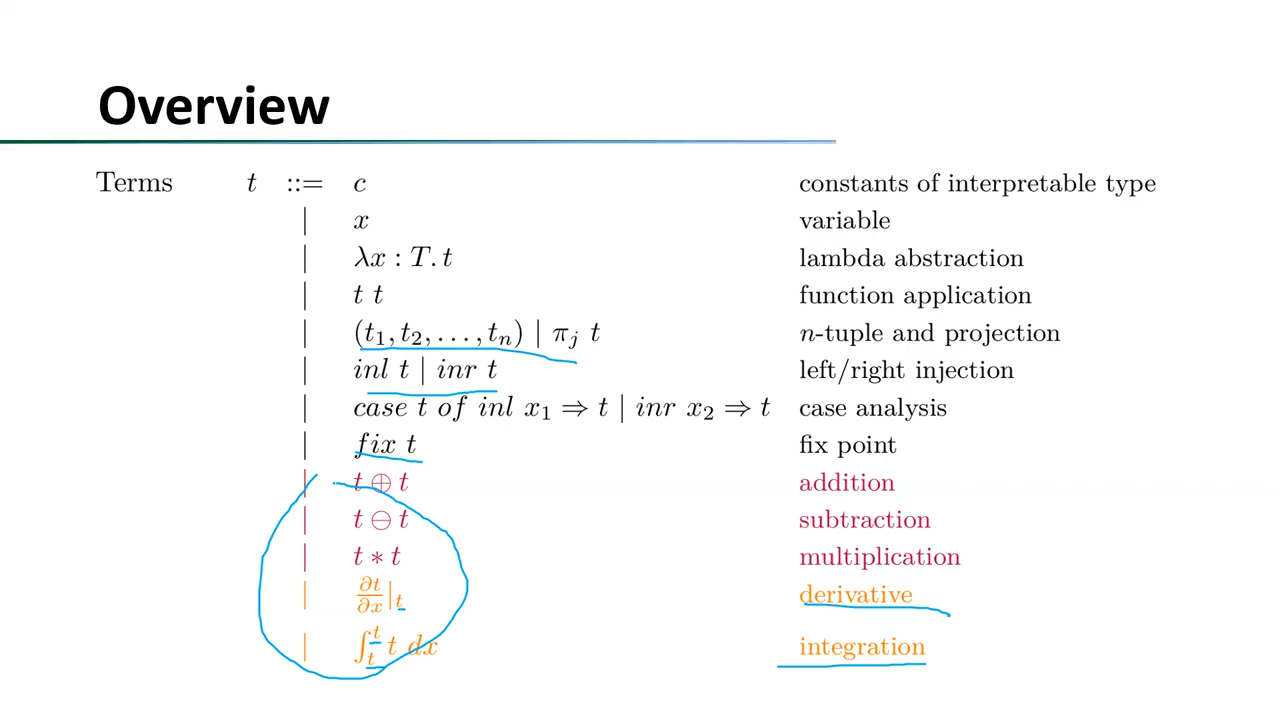 Overview
Terms t ::= c constants of interpretable type
| x variable
| λx : T. t lambda abstraction
| t t function application
| (t₁, t₂, . . . , tₙ) | πⱼ t n-tuple and projection
| inl t | inr t left/right injection
| case t of inl x₁ ⇒ t | inr x₂ ⇒ t case analysis
| fix t fix point
| t ⊕ t addition
| t ⊖ t subtraction
| t ∗ t multiplication
| ∂t/∂x|ₜ derivative
| ∫ₜᵗ t dx integration